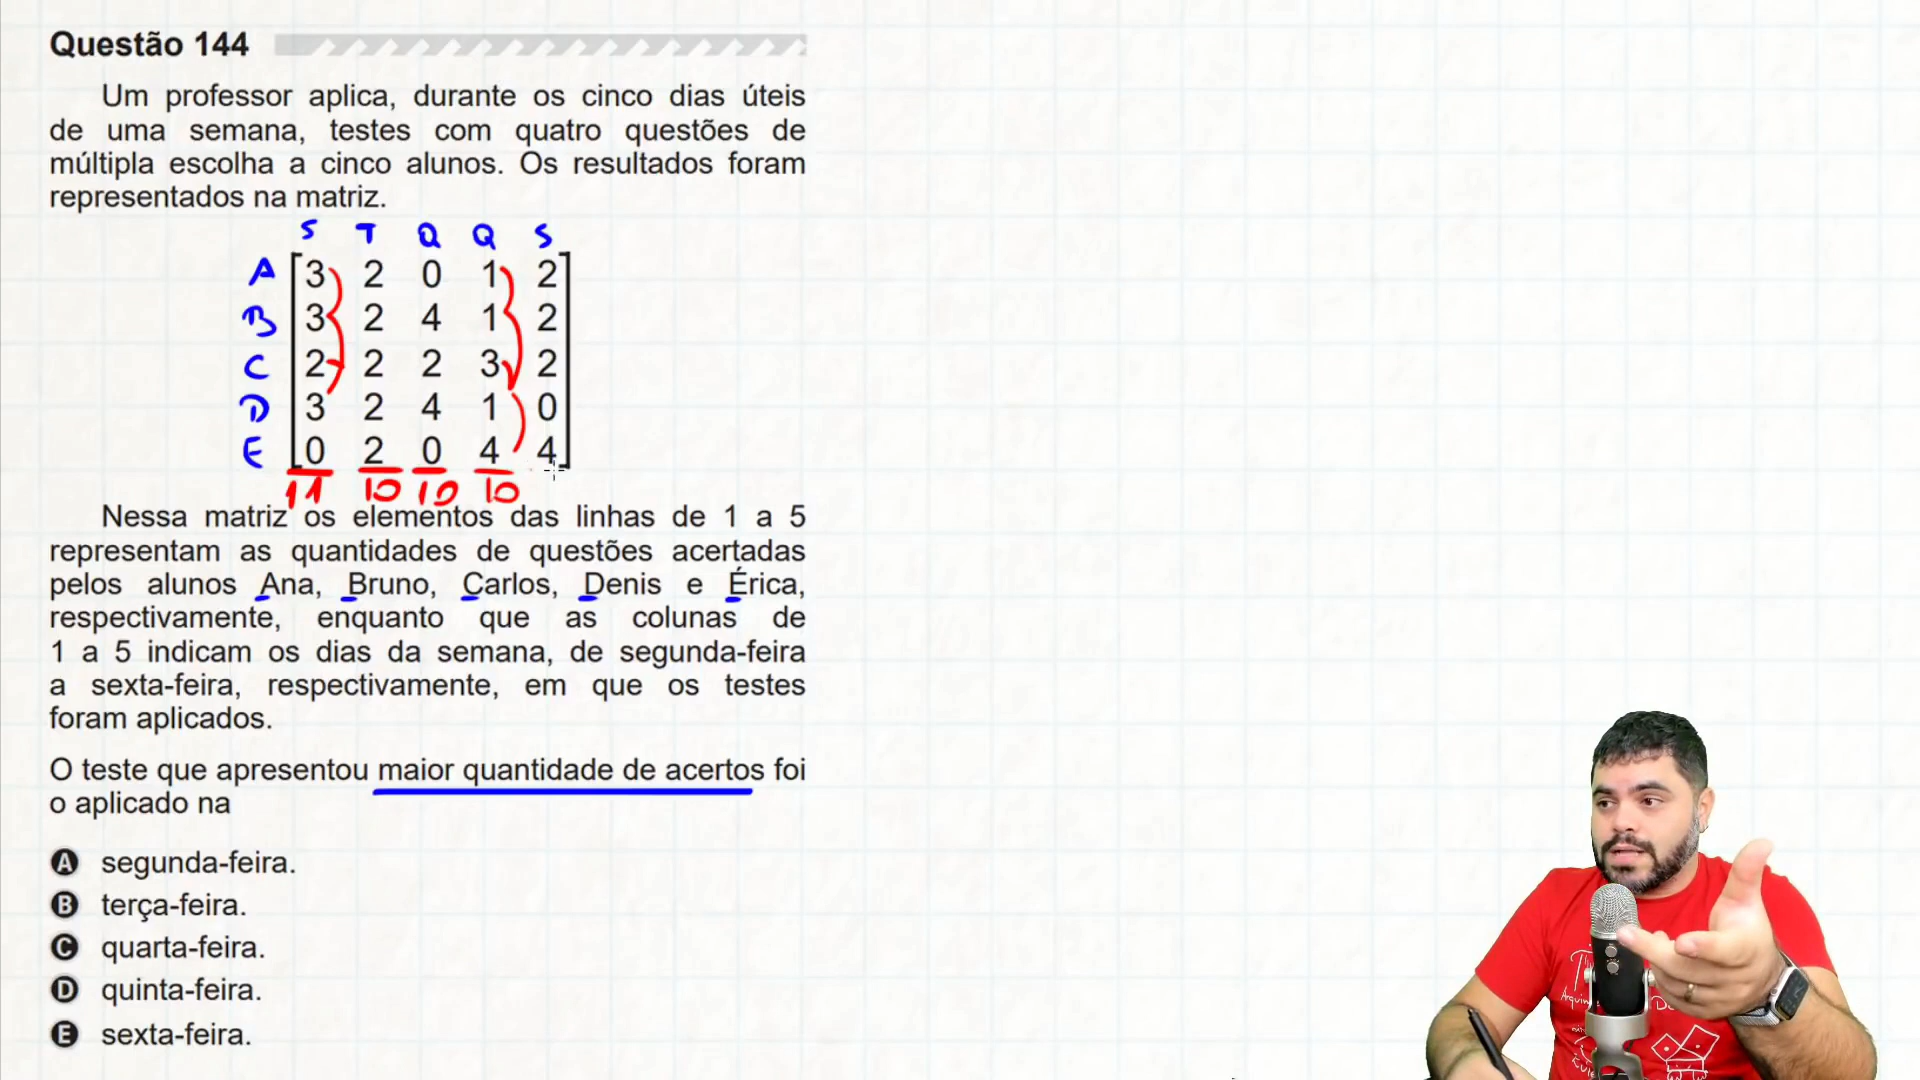 Questão 144
Um professor aplica, durante os cinco dias úteis
de uma semana, testes com quatro questões de
múltipla escolha a cinco alunos. Os resultados foram
representados na matriz.
S T Q Q S
A 3 2 0 1 2
B 3 2 4 1 2
C 2 2 2 3 2
D 3 2 4 1 0
E 0 2 0 4 4
11 10 10 10
Nessa matriz os elementos das linhas de 1 a 5
representam as quantidades de questões acertadas
pelos alunos Ana, Bruno, Carlos, Denis e Érica,
respectivamente, enquanto que as colunas de
1 a 5 indicam os dias da semana, de segunda-feira
a sexta-feira, respectivamente, em que os testes
foram aplicados.
O teste que apresentou maior quantidade de acertos foi
o aplicado na
A segunda-feira.
B terça-feira.
C quarta-feira.
D quinta-feira.
E sexta-feira.